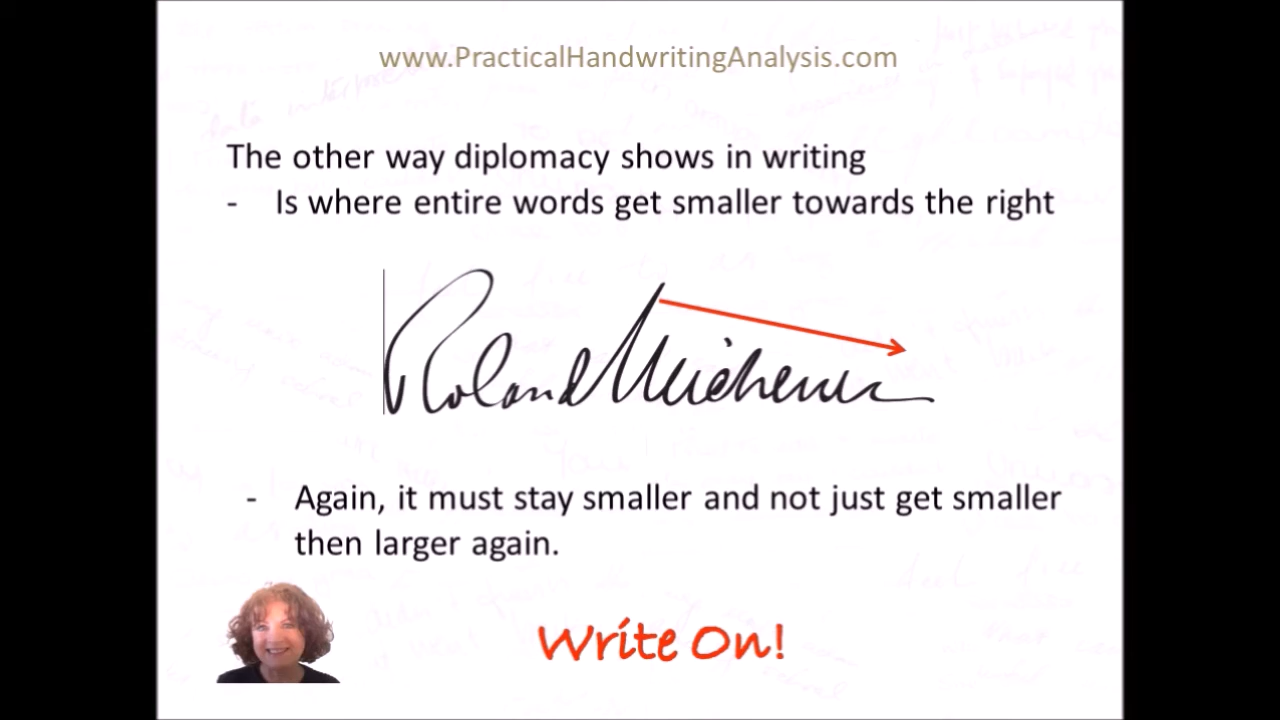 www.PracticalHandwritingAnalysis.com
The other way diplomacy shows in writing
- Is where entire words get smaller towards the right
Roland Michener
- Again, it must stay smaller and not just get smaller
then larger again.
Write On!